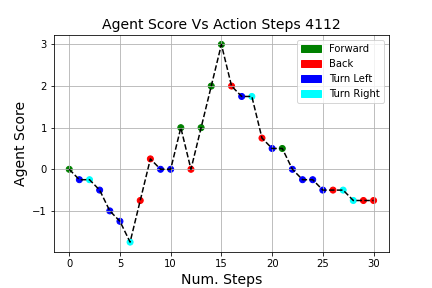 Agent Score Vs Action Steps 4112
Forward
Back
Turn Left
Turn Right
Agent Score
3
2
1
0
−1
0 5 10 15 20 25 30
Num. Steps